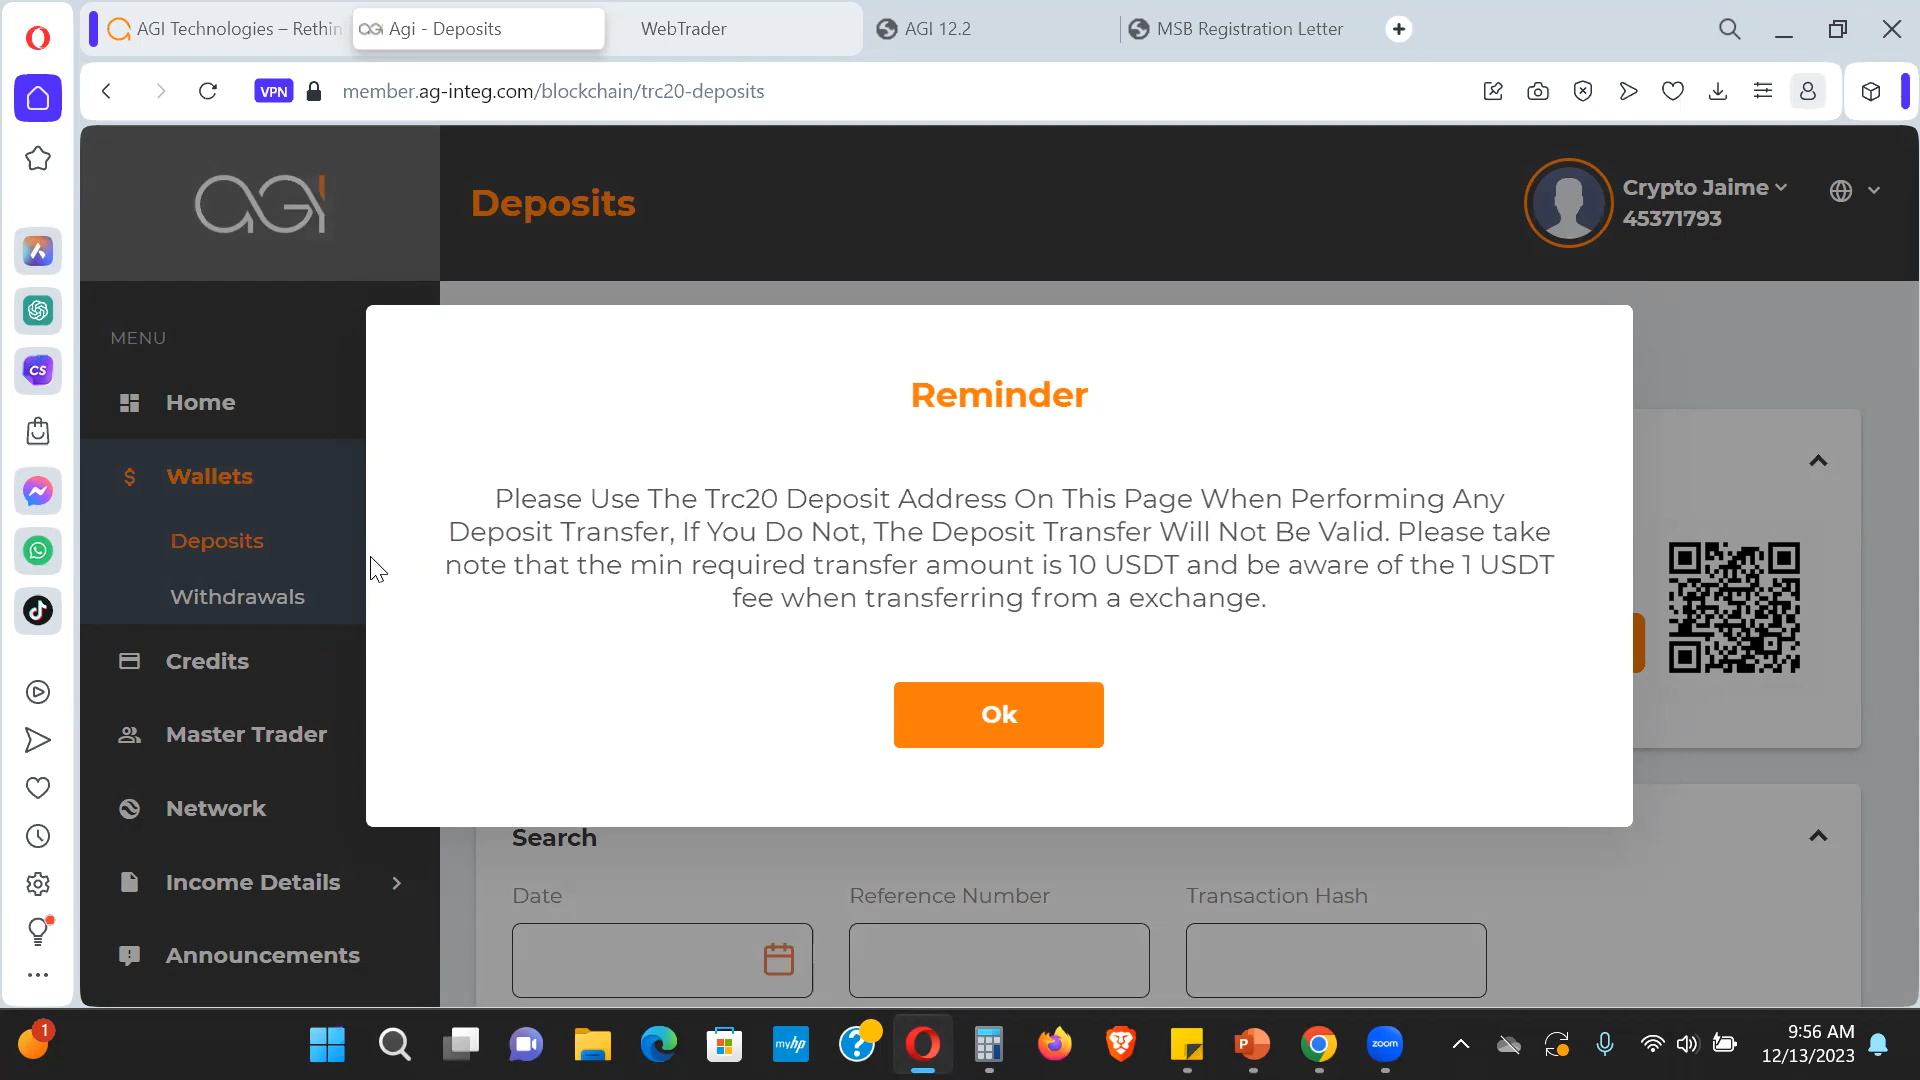 AGI Technologies – Rethin
Agi - Deposits
WebTrader
AGI 12.2
MSB Registration Letter
VPN
member.ag-integ.com/blockchain/trc20-deposits
AGI
Deposits
Crypto Jaime
45371793
MENU
Home
Wallets
Deposits
Withdrawals
Credits
Master Trader
Network
Income Details
Announcements
Reminder
Please Use The Trc20 Deposit Address On This Page When Performing Any
Deposit Transfer, If You Do Not, The Deposit Transfer Will Not Be Valid. Please take
note that the min required transfer amount is 10 USDT and be aware of the 1 USDT
fee when transferring from a exchange.
Ok
Search
Date
Reference Number
Transaction Hash
CS
1
myhp
zoom
9:56 AM
12/13/2023